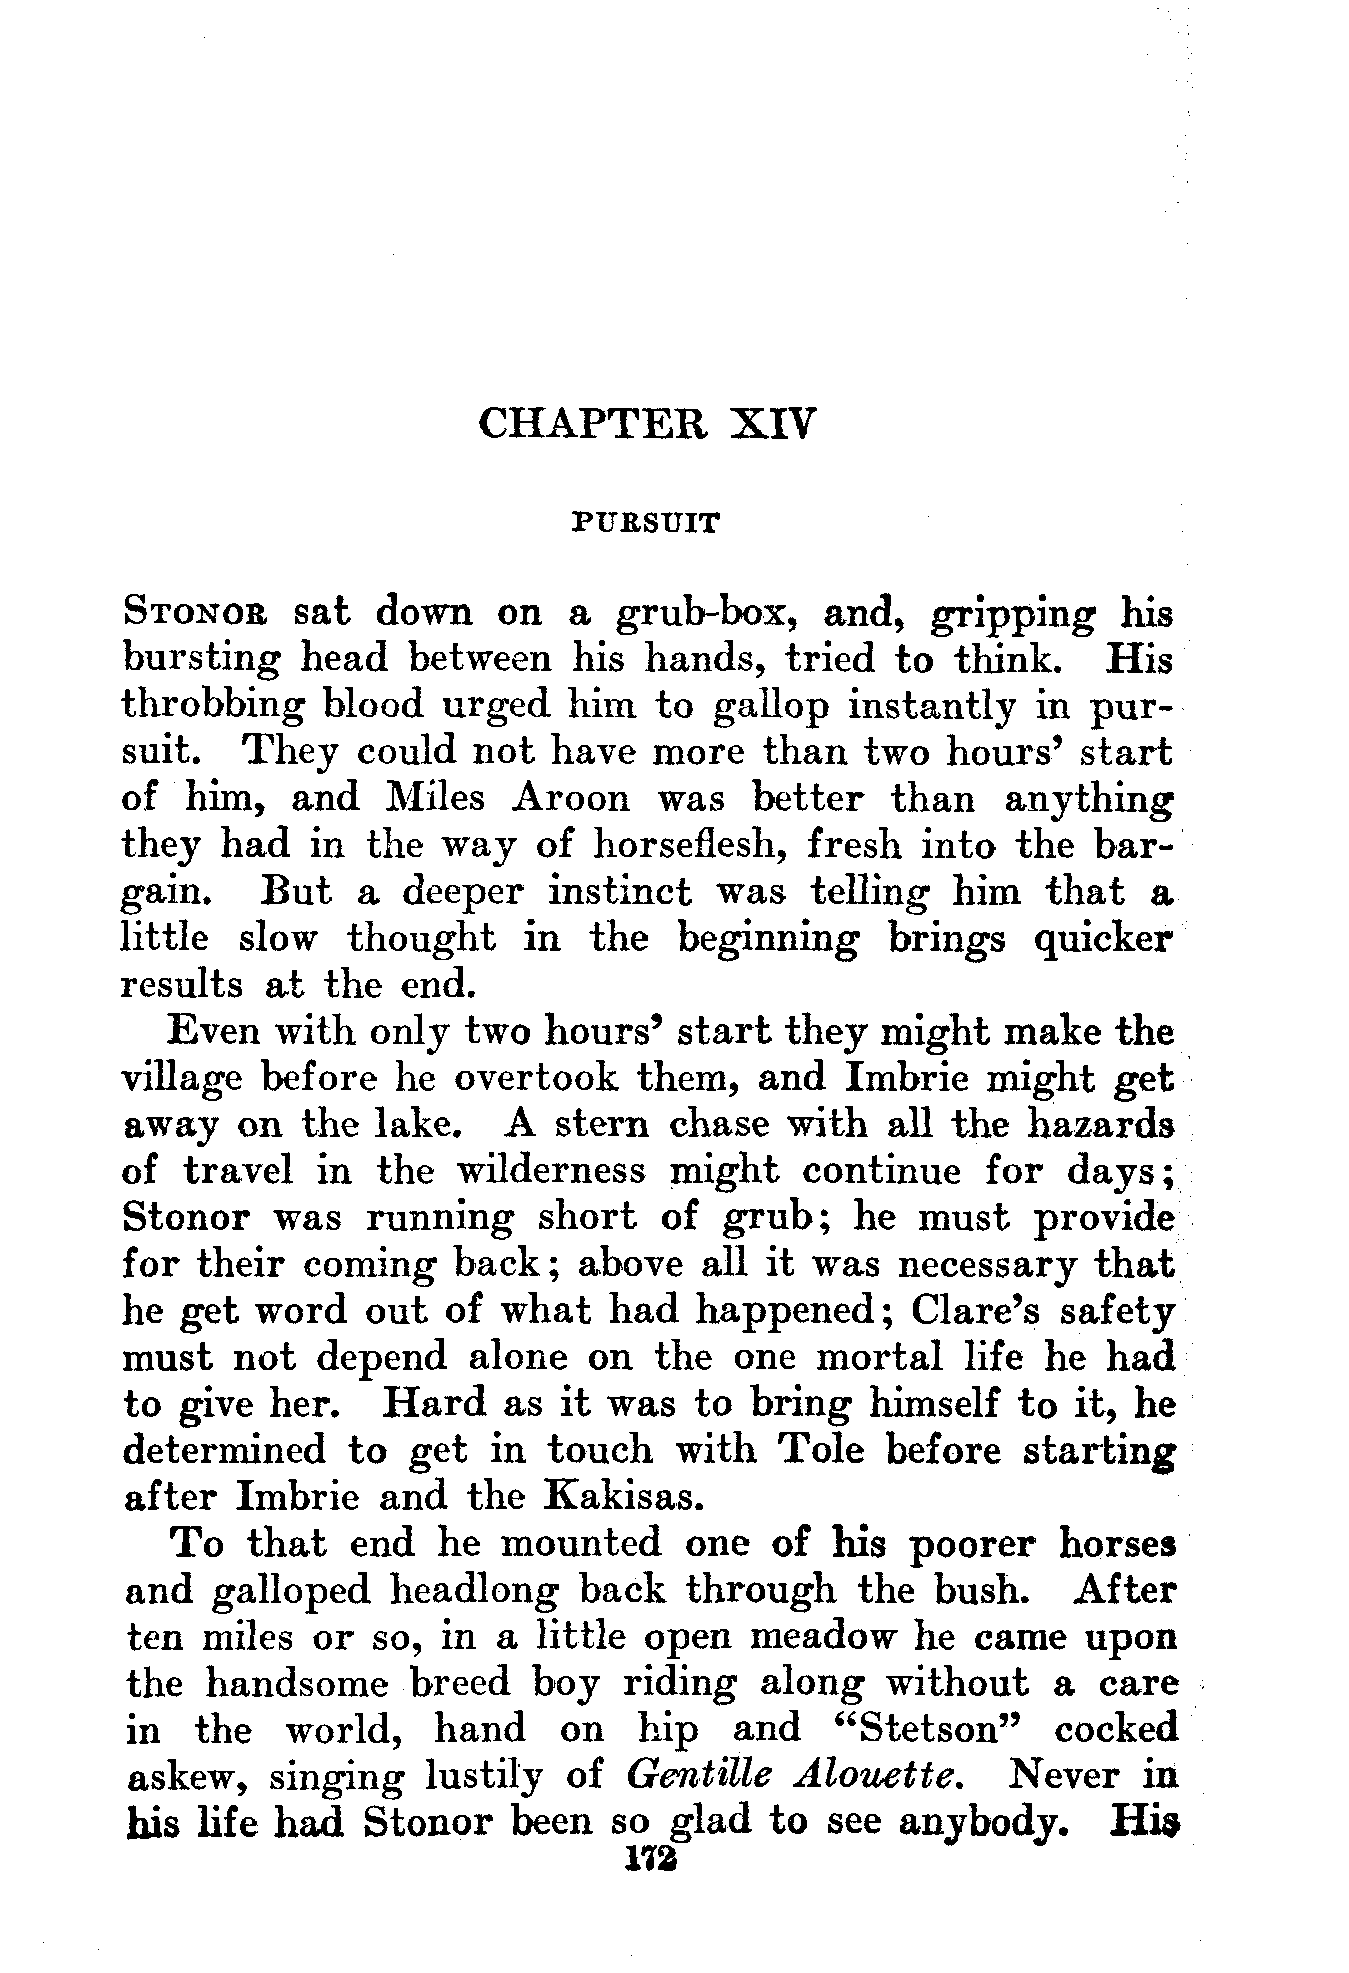 CHAPTER XIV
PURSUIT
STONOR sat down on a grub-box, and, gripping his
bursting head between his hands, tried to think. His
throbbing blood urged him to gallop instantly in pur-
suit. They could not have more than two hours' start
of him, and Miles Aroon was better than anything
they had in the way of horseflesh, fresh into the bar-
gain. But a deeper instinct was telling him that a
little slow thought in the beginning brings quicker
results at the end.
Even with only two hours' start they might make the
village before he overtook them, and Imbrie might get
away on the lake. A stern chase with all the hazards
of travel in the wilderness might continue for days;
Stonor was running short of grub; he must provide
for their coming back; above all it was necessary that
he get word out of what had happened; Clare's safety
must not depend alone on the one mortal life he had
to give her. Hard as it was to bring himself to it, he
determined to get in touch with Tole before starting
after Imbrie and the Kakisas.
To that end he mounted one of his poorer horses
and galloped headlong back through the bush. After
ten miles or so, in a little open meadow he came upon
the handsome breed boy riding along without a care
in the world, hand on hip and "Stetson" cocked
askew, singing lustily of Gentille Alouette. Never in
his life had Stonor been so glad to see anybody. His
172